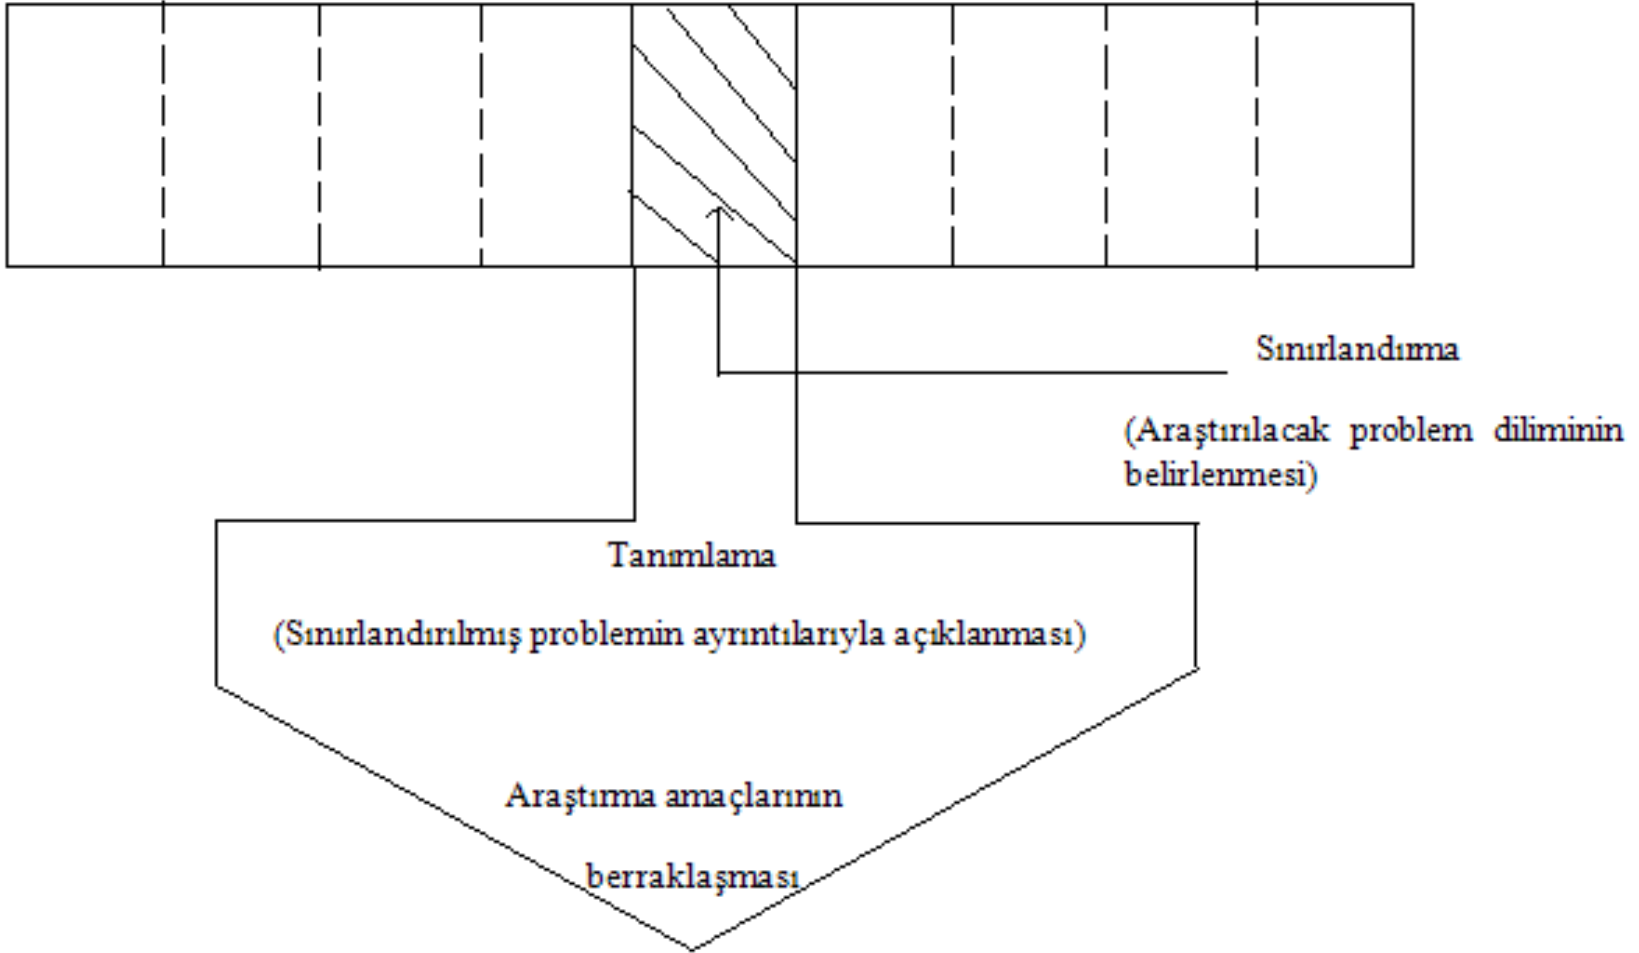 Sınırlandırma
(Araştırılacak problem diliminin
belirlenmesi)
Tanımlama
(Sınırlandırılmış problemin ayrıntılarıyla açıklanması)
Araştırma amaçlarının
berraklaşması